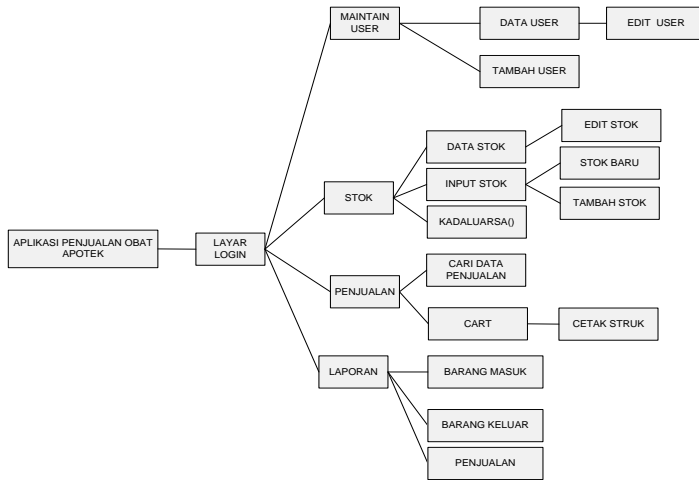 MAINTAIN
USER
DATA USER
EDIT USER
TAMBAH USER
EDIT STOK
DATA STOK
STOK BARU
INPUT STOK
STOK
TAMBAH STOK
KADALUARSA()
APLIKASI PENJUALAN OBAT
APOTEK
LAYAR
LOGIN
CARI DATA
PENJUALAN
PENJUALAN
CART
CETAK STRUK
LAPORAN
BARANG MASUK
BARANG KELUAR
PENJUALAN